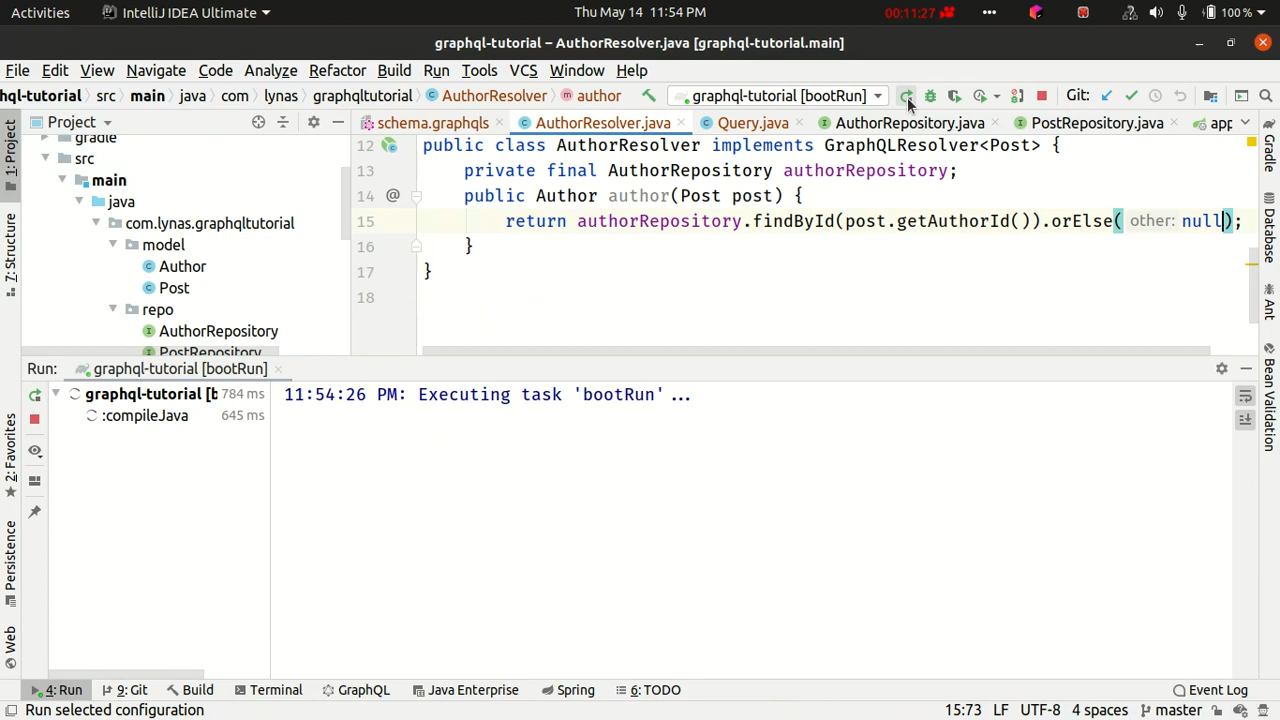 Activities IntelliJ IDEA Ultimate Thu May 14 11:54 PM 00:11:27 100 %
graphql-tutorial – AuthorResolver.java [graphql-tutorial.main]
File Edit View Navigate Code Analyze Refactor Build Run Tools VCS Window Help
hql-tutorial src main java com lynas graphqltutorial AuthorResolver author graphql-tutorial [bootRun] Git:
1: Project Project schema.graphqls AuthorResolver.java Query.java AuthorRepository.java PostRepository.java app Gradle
gradle
src
main
java
com.lynas.graphqltutorial
model
Author
Post
repo
AuthorRepository
PostRepository
12 public class AuthorResolver implements GraphQLResolver<Post> {
13 private final AuthorRepository authorRepository;
14 @ public Author author(Post post) {
15 return authorRepository.findById(post.getAuthorId()).orElse( other: null);
16 }
17 }
18
7: Structure
2: Favorites
Persistence
Web
Database
Ant
Bean Validation
Run: graphql-tutorial [bootRun]
graphql-tutorial [b 784 ms
:compileJava 645 ms
11:54:26 PM: Executing task 'bootRun'...
4: Run 9: Git Build Terminal GraphQL Java Enterprise Spring 6: TODO Event Log
Run selected configuration 15:73 LF UTF-8 4 spaces master